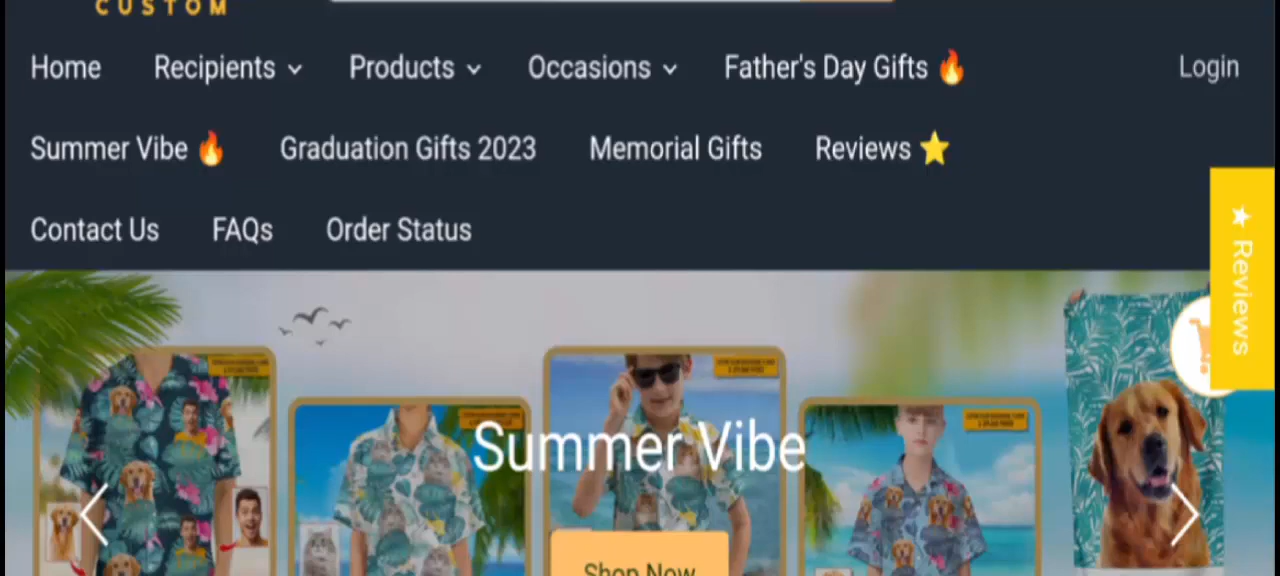 CUSTOM
Home Recipients Products Occasions Father's Day Gifts 🔥 Login
Summer Vibe 🔥 Graduation Gifts 2023 Memorial Gifts Reviews ⭐
Contact Us FAQs Order Status
★ Reviews
Summer Vibe
Shop Now